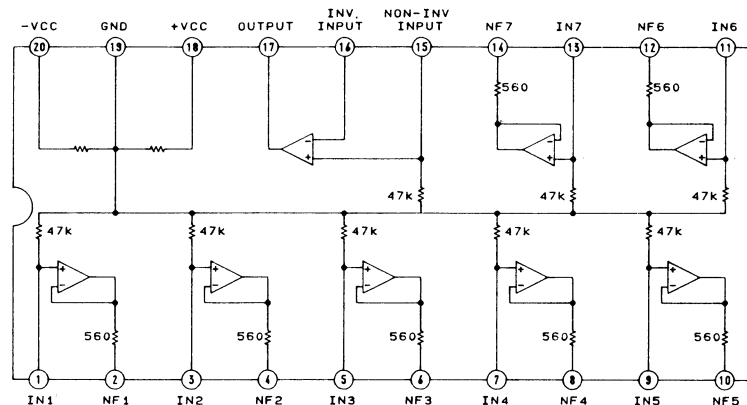 -VCC GND +VCC OUTPUT INV. INPUT NON-INV INPUT NF7 IN7 NF6 IN6
20 19 18 17 16 15 14 13 12 11
560 560
- + - + - +
47k 47k 47k
47k 47k 47k 47k 47k
+ - + - + - + - + -
560 560 560 560 560
1 2 3 4 5 6 7 8 9 10
IN1 NF1 IN2 NF2 IN3 NF3 IN4 NF4 IN5 NF5